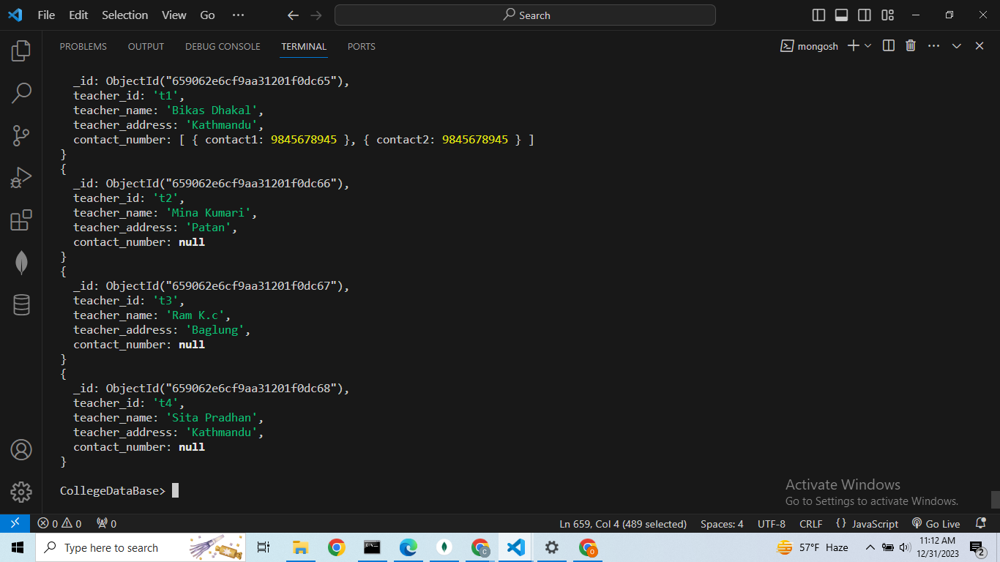 File Edit Selection View Go ··· Search
PROBLEMS OUTPUT DEBUG CONSOLE TERMINAL PORTS mongosh
_id: ObjectId("659062e6cf9aa31201f0dc65"),
teacher_id: 't1',
teacher_name: 'Bikas Dhakal',
teacher_address: 'Kathmandu',
contact_number: [ { contact1: 9845678945 }, { contact2: 9845678945 } ]
}
{
_id: ObjectId("659062e6cf9aa31201f0dc66"),
teacher_id: 't2',
teacher_name: 'Mina Kumari',
teacher_address: 'Patan',
contact_number: null
}
{
_id: ObjectId("659062e6cf9aa31201f0dc67"),
teacher_id: 't3',
teacher_name: 'Ram K.c',
teacher_address: 'Baglung',
contact_number: null
}
{
_id: ObjectId("659062e6cf9aa31201f0dc68"),
teacher_id: 't4',
teacher_name: 'Sita Pradhan',
teacher_address: 'Kathmandu',
contact_number: null
}
CollegeDataBase>
Activate Windows
Go to Settings to activate Windows.
0 0 0 Ln 659, Col 4 (489 selected) Spaces: 4 UTF-8 CRLF {} JavaScript Go Live
Type here to search 57°F Haze 11:12 AM
12/31/2023 2